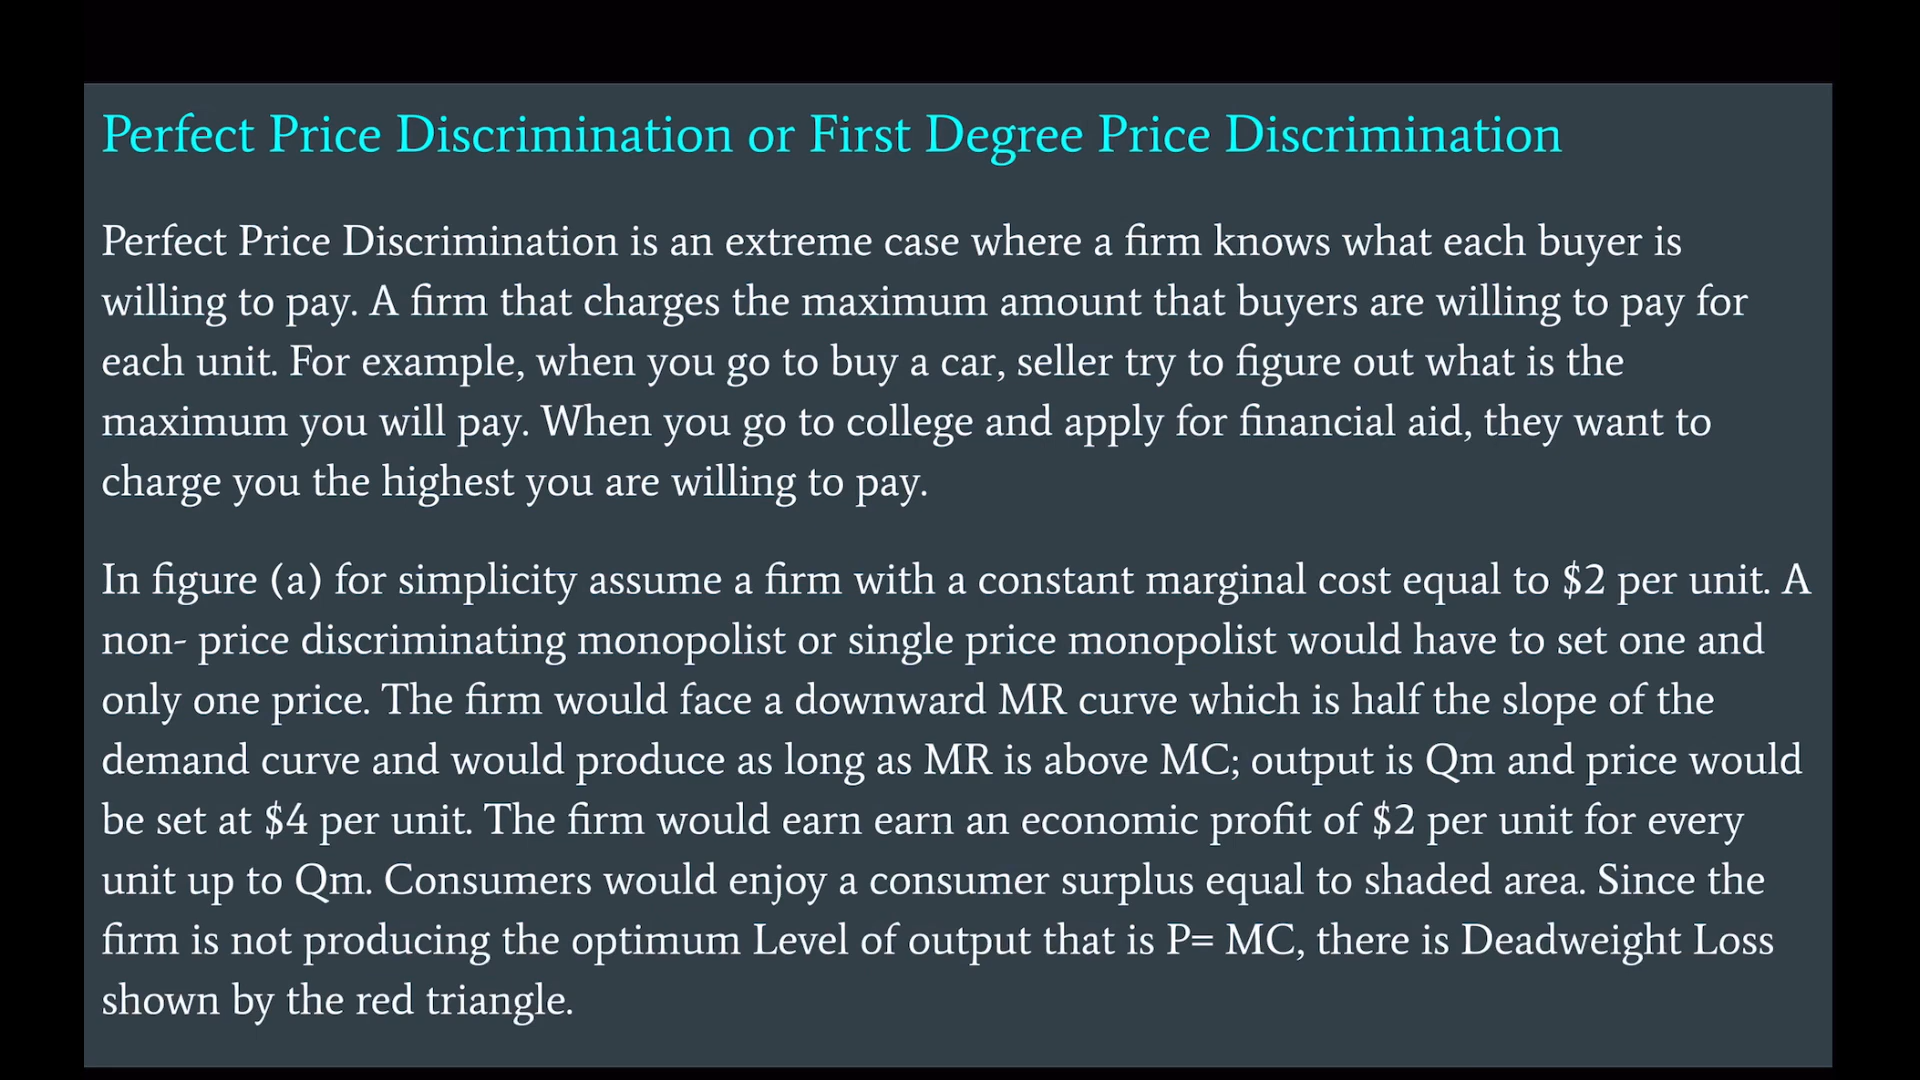 Perfect Price Discrimination or First Degree Price Discrimination
Perfect Price Discrimination is an extreme case where a firm knows what each buyer is
willing to pay. A firm that charges the maximum amount that buyers are willing to pay for
each unit. For example, when you go to buy a car, seller try to figure out what is the
maximum you will pay. When you go to college and apply for financial aid, they want to
charge you the highest you are willing to pay.
In figure (a) for simplicity assume a firm with a constant marginal cost equal to $2 per unit. A
non- price discriminating monopolist or single price monopolist would have to set one and
only one price. The firm would face a downward MR curve which is half the slope of the
demand curve and would produce as long as MR is above MC; output is Qm and price would
be set at $4 per unit. The firm would earn earn an economic profit of $2 per unit for every
unit up to Qm. Consumers would enjoy a consumer surplus equal to shaded area. Since the
firm is not producing the optimum Level of output that is P= MC, there is Deadweight Loss
shown by the red triangle.